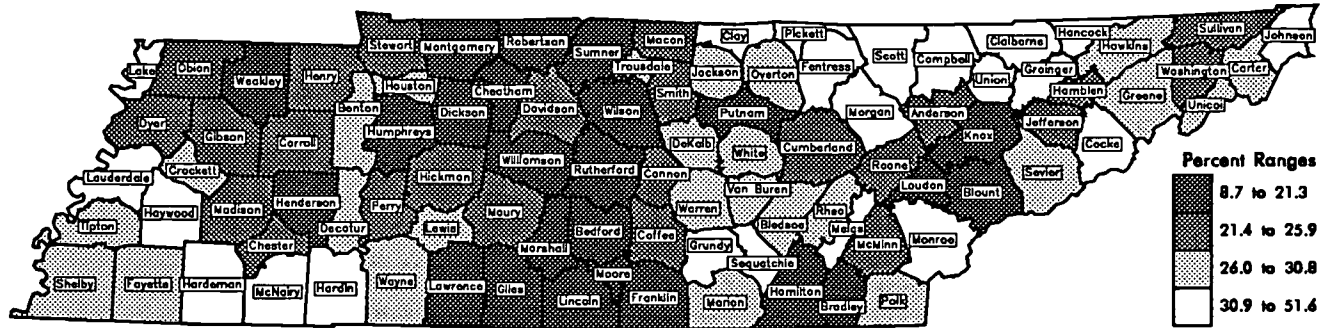 Stewart
Montgomery
Robertson
Sumner
Macon
Clay
Pickett
Scott
Campbell
Claiborne
Hancock
Hawkins
Sullivan
Johnson
Lake
Obion
Weakley
Henry
Houston
Cheatham
Trousdale
Jackson
Overton
Fentress
Union
Grainger
Hamblen
Washington
Carter
Greene
Unicoi
Benton
Dickson
Davidson
Wilson
Smith
Putnam
Morgan
Anderson
Jefferson
Knox
Cocke
Dyer
Gibson
Carroll
Humphreys
Williamson
Rutherford
Cannon
DeKalb
White
Cumberland
Roane
Loudon
Blount
Sevier
Lauderdale
Crockett
Haywood
Madison
Henderson
Decatur
Perry
Hickman
Maury
Van Buren
Warren
Bledsoe
Rhea
Meigs
McMinn
Monroe
Tipton
Chester
Lewis
Marshall
Bedford
Coffee
Grundy
Sequatchie
Shelby
Fayette
Hardeman
McNairy
Hardin
Wayne
Lawrence
Giles
Moore
Lincoln
Franklin
Marion
Hamilton
Bradley
Polk
Percent Ranges
8.7 to 21.3
21.4 to 25.9
26.0 to 30.8
30.9 to 51.6